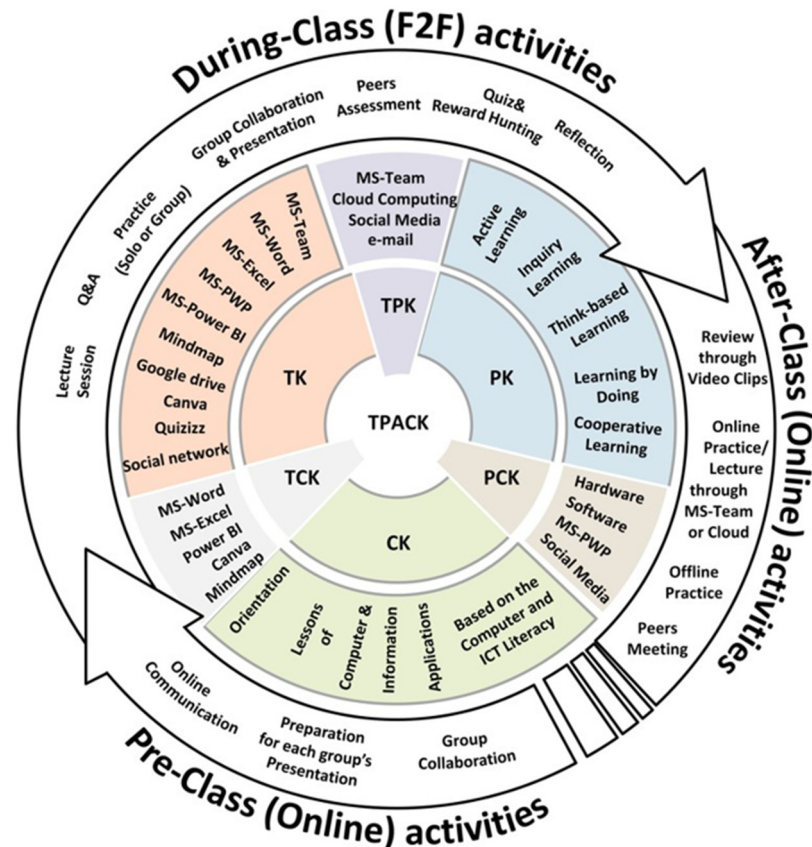 During-Class (F2F) activities
Lecture
Session
Q&A
Practice
(Solo or Group)
Group Collaboration
& Presentation
Peers
Assessment
Quiz&
Reward Hunting
Reflection
After-Class (Online) activities
Review
through
Video Clips
Online
Practice/
Lecture
through
MS-Team
or Cloud
Offline
Practice
Peers
Meeting
Pre-Class (Online) activities
Online
Communication
Preparation
for each group's
Presentation
Group
Collaboration
MS-Team
Cloud Computing
Social Media
e-mail
TPK
Active
Learning
Inquiry
Learning
Think-based
Learning
Learning by
Doing
Cooperative
Learning
PK
Hardware
Software
MS-PWP
Social Media
PCK
Orientation
Lessons
of
Computer &
Information
Applications
Based on the
Computer and
ICT Literacy
CK
MS-Word
MS-Excel
Power BI
Canva
Mindmap
TCK
MS-Team
MS-Word
MS-Excel
MS-PWP
MS-Power BI
Mindmap
Google drive
Canva
Quizizz
Social network
TK
TPACK